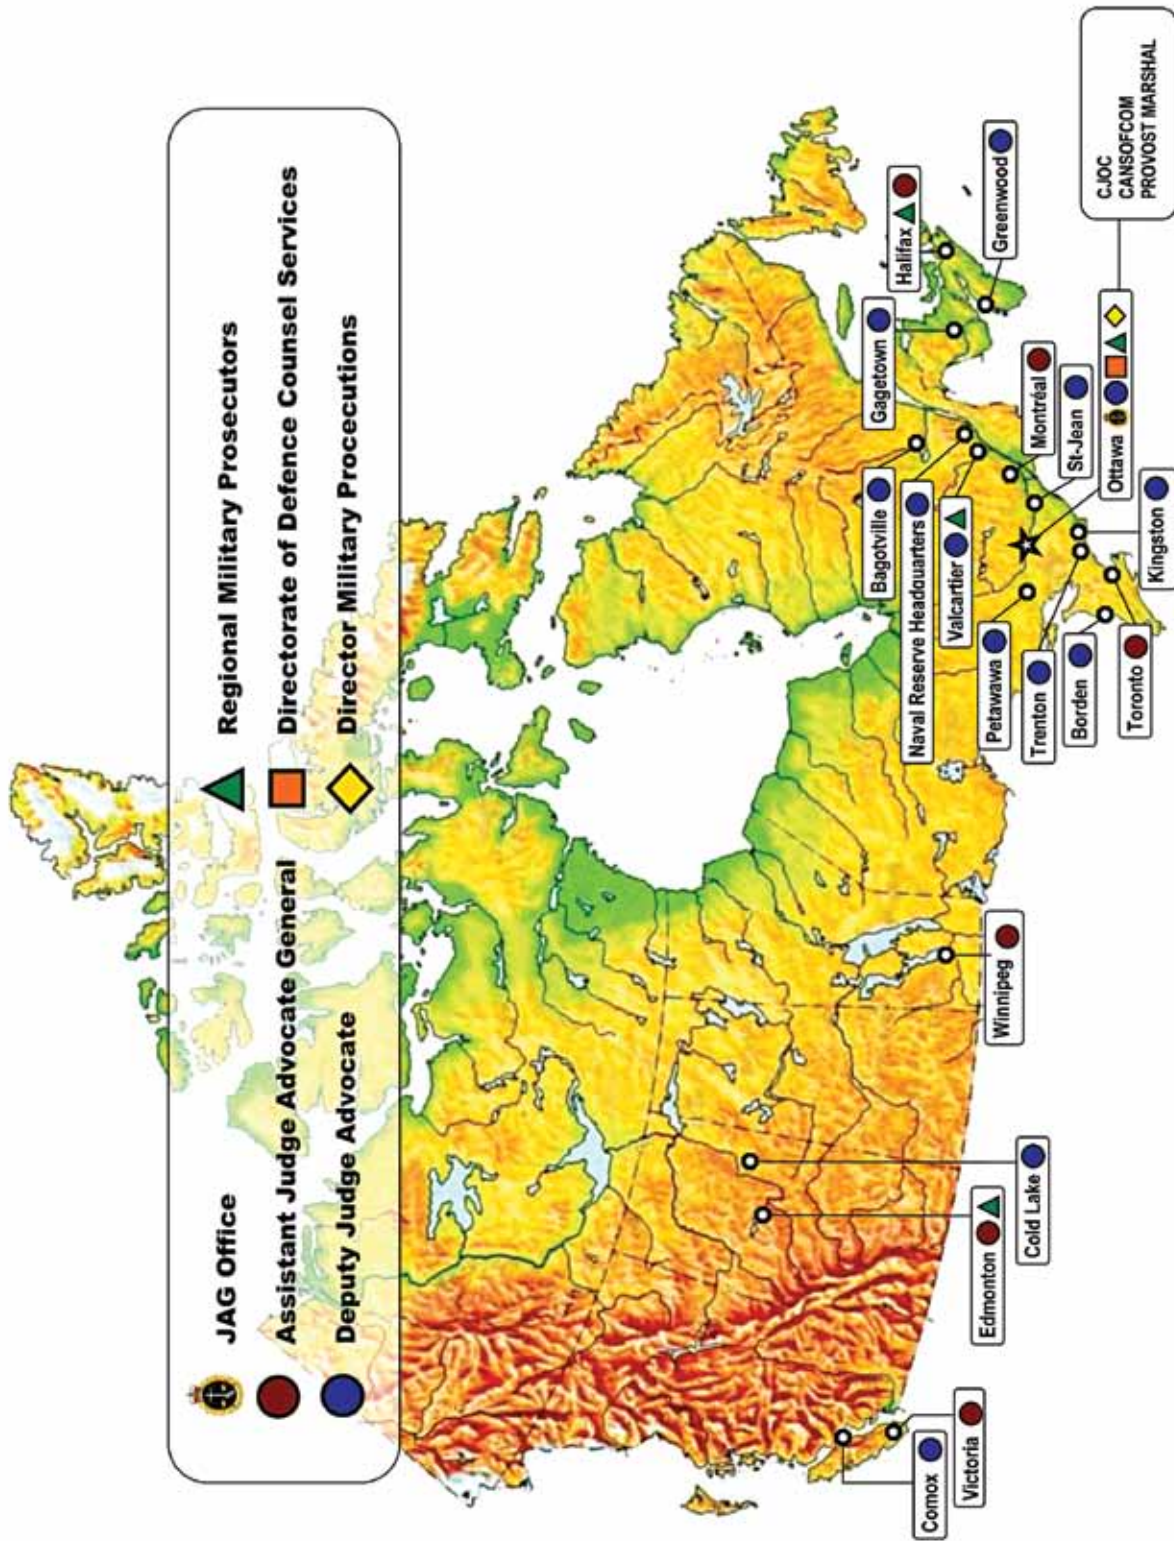 JAG Office
Assistant Judge Advocate General
Deputy Judge Advocate
Regional Military Prosecutors
Directorate of Defence Counsel Services
Director Military Procecutions
Comox
Victoria
Edmonton
Cold Lake
Winnipeg
Bagotville
Naval Reserve Headquarters
Valcartier
Petawawa
Trenton
Borden
Toronto
Gagetown
Halifax
Greenwood
Montréal
St-Jean
Ottawa
Kingston
CJOC
CANSOFCOM
PROVOST MARSHAL